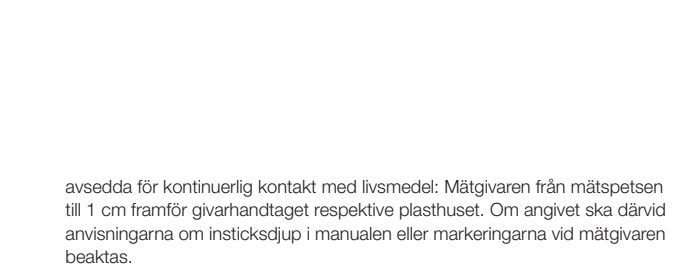 avsedda för kontinuerlig kontakt med livsmedel: Mätgivaren från mätspetsen
till 1 cm framför givarhandtaget respektive plasthuset. Om angivet ska därvid
anvisningarna om insticksdjup i manualen eller markeringarna vid mätgivaren
beaktas.